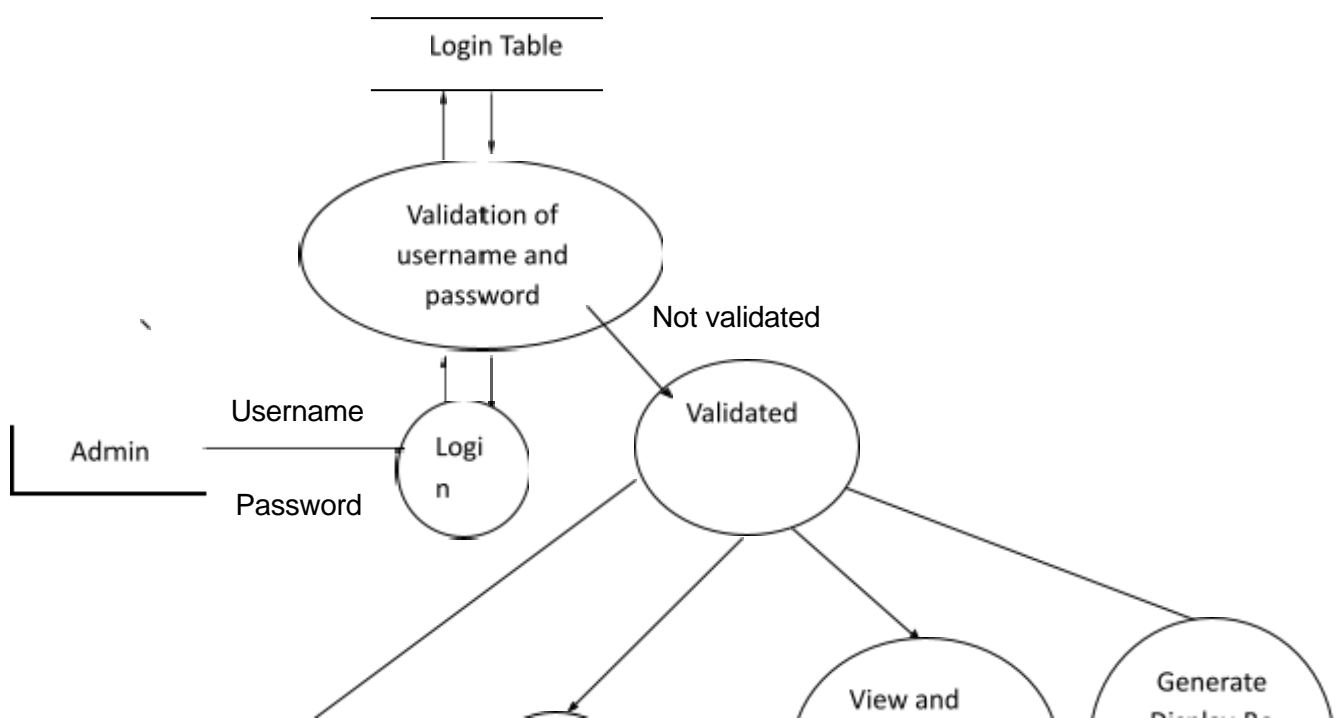 Login Table
Validation of
username and
password
Not validated
Validated
Username
Admin
Logi
n
Password
View and
Generate